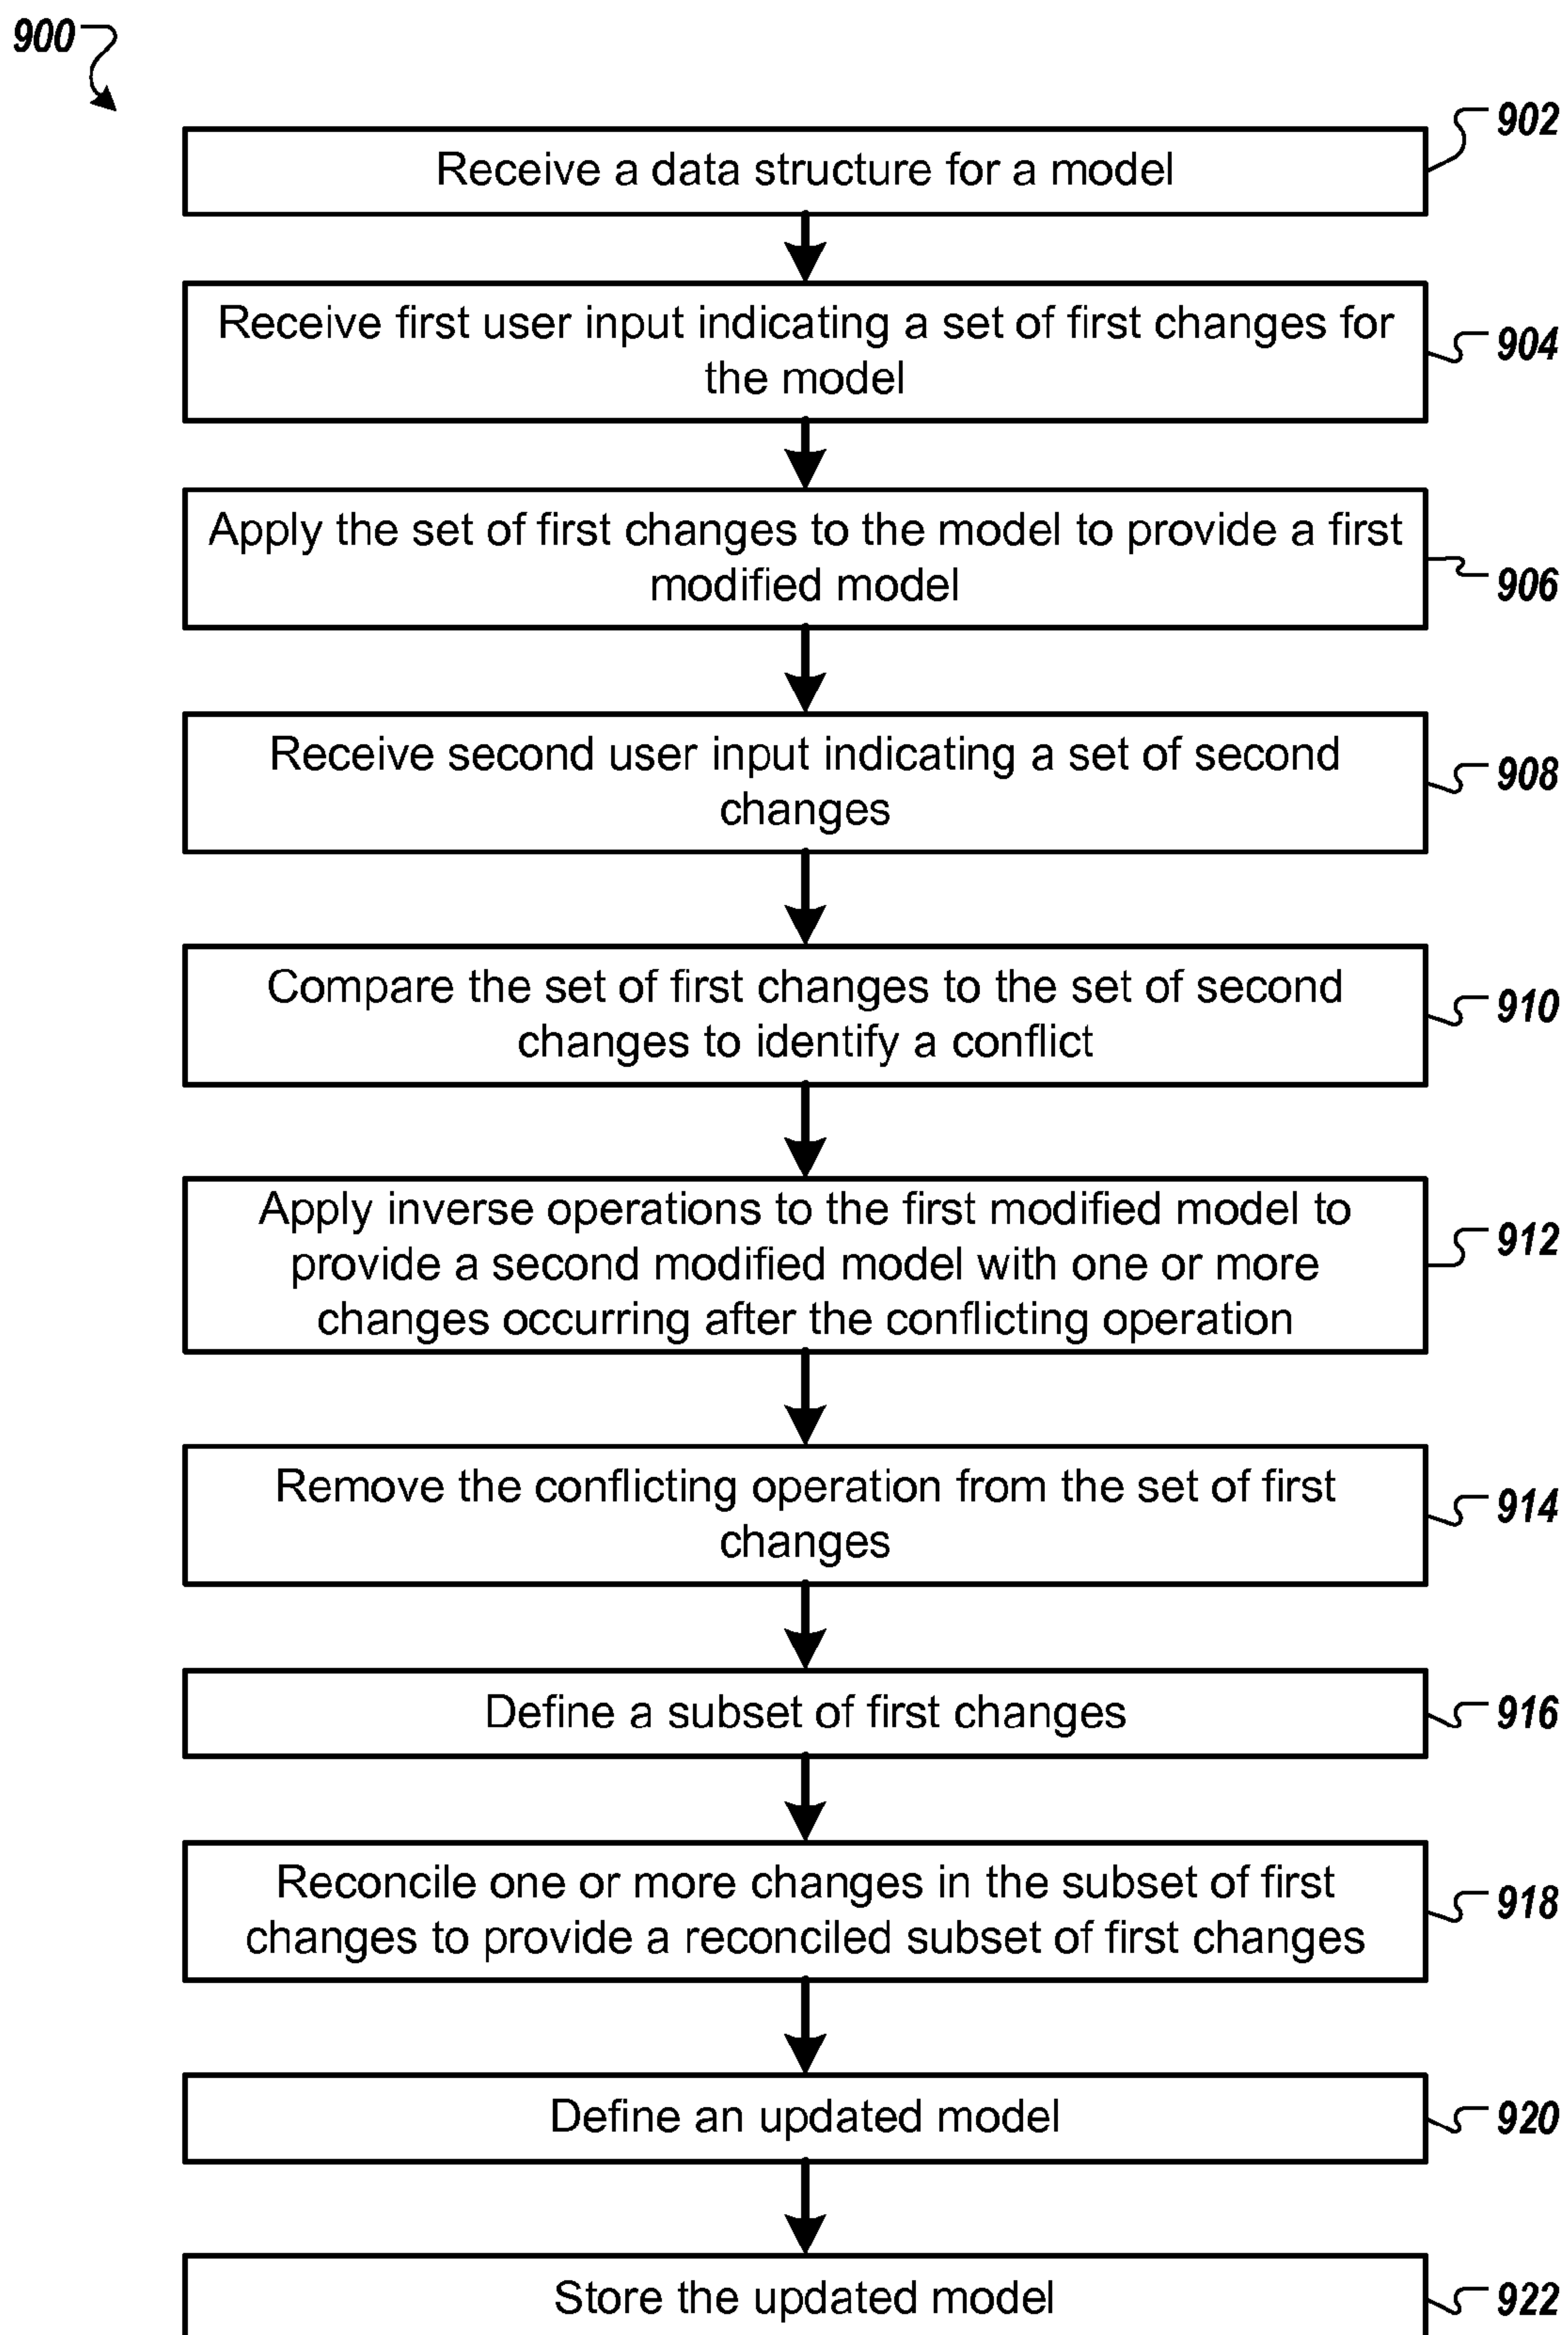 900
902
Receive a data structure for a model
Receive first user input indicating a set of first changes for
the model
904
Apply the set of first changes to the model to provide a first
modified model
906
Receive second user input indicating a set of second
changes
908
Compare the set of first changes to the set of second
changes to identify a conflict
910
Apply inverse operations to the first modified model to
provide a second modified model with one or more
changes occurring after the conflicting operation
912
Remove the conflicting operation from the set of first
changes
914
Define a subset of first changes
916
Reconcile one or more changes in the subset of first
changes to provide a reconciled subset of first changes
918
Define an updated model
920
Store the updated model
922